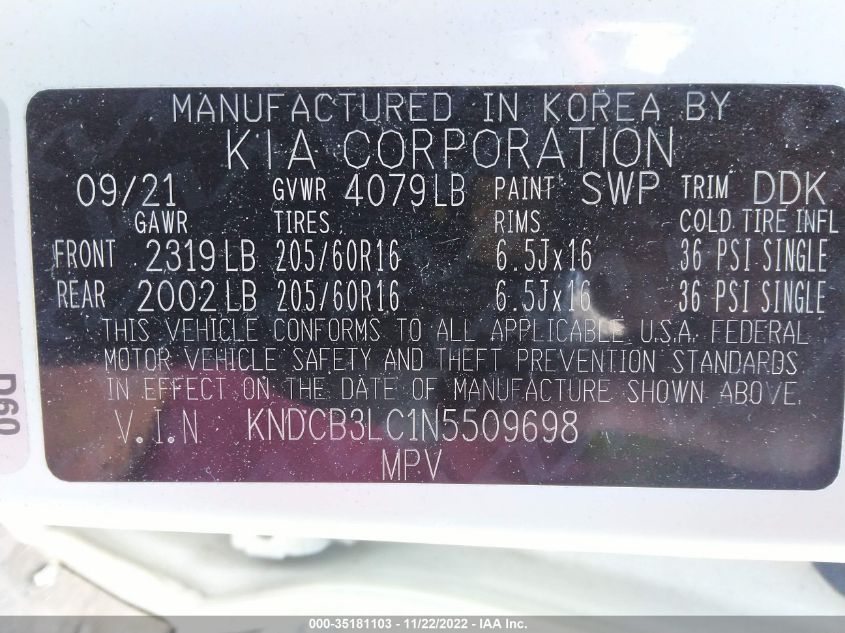 MANUFACTURED IN KOREA BY
KIA CORPORATION
09/21 GVWR 4079LB PAINT SWP TRIM DDK
GAWR TIRES RIMS COLD TIRE INFL
FRONT 2319LB 205/60R16 6.5Jx16 36 PSI SINGLE
REAR 2002LB 205/60R16 6.5Jx16 36 PSI SINGLE
THIS VEHICLE CONFORMS TO ALL APPLICABLE U.S.A. FEDERAL
MOTOR VEHICLE SAFETY AND THEFT PREVENTION STANDARDS
IN EFFECT ON THE DATE OF MANUFACTURE SHOWN ABOVE.
V.I.N KNDCB3LC1N5509698
MPV
D60
000-35181103 - 11/22/2022 - IAA Inc.